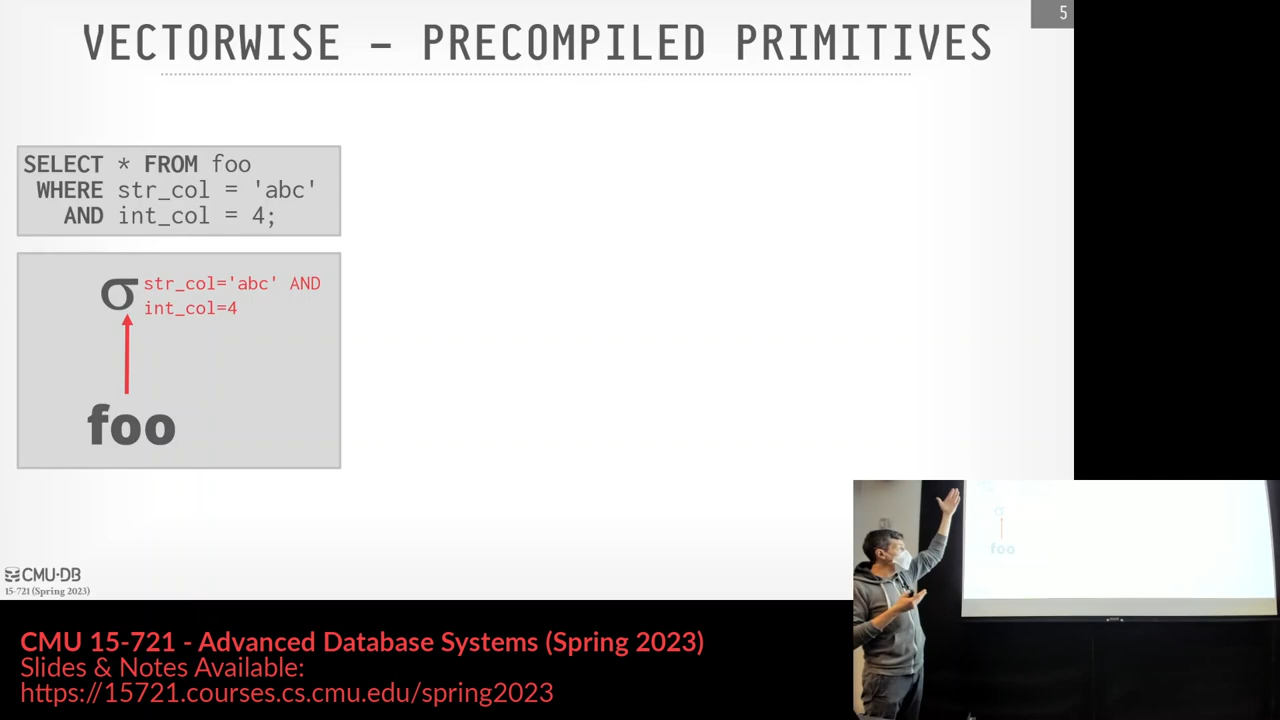 5
VECTORWISE – PRECOMPILED PRIMITIVES
SELECT * FROM foo
WHERE str_col = 'abc'
AND int_col = 4;
σ str_col='abc' AND
int_col=4
foo
CMU·DB
15-721 (Spring 2023)
σ
foo
CMU 15-721 - Advanced Database Systems (Spring 2023)
Slides & Notes Available:
https://15721.courses.cs.cmu.edu/spring2023